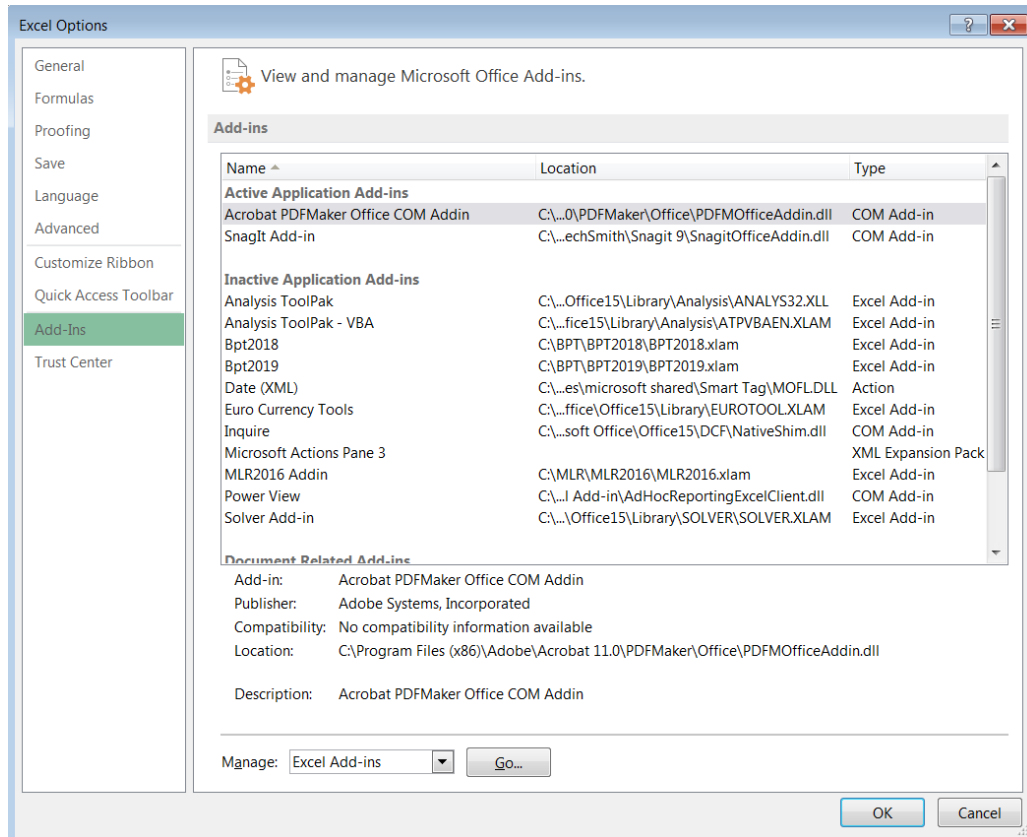 Excel Options
General
Formulas
Proofing
Save
Language
Advanced
Customize Ribbon
Quick Access Toolbar
Add-Ins
Trust Center
View and manage Microsoft Office Add-ins.
Add-ins
Name Location Type
Active Application Add-ins
Acrobat PDFMaker Office COM Addin C:\...0\PDFMaker\Office\PDFMOfficeAddin.dll COM Add-in
SnagIt Add-in C:\...echSmith\Snagit 9\SnagitOfficeAddin.dll COM Add-in
Inactive Application Add-ins
Analysis ToolPak C:\...Office15\Library\Analysis\ANALYS32.XLL Excel Add-in
Analysis ToolPak - VBA C:\...fice15\Library\Analysis\ATPVBAEN.XLAM Excel Add-in
Bpt2018 C:\BPT\BPT2018\BPT2018.xlam Excel Add-in
Bpt2019 C:\BPT\BPT2019\BPT2019.xlam Excel Add-in
Date (XML) C:\...es\microsoft shared\Smart Tag\MOFL.DLL Action
Euro Currency Tools C:\...ffice\Office15\Library\EUROTOOL.XLAM Excel Add-in
Inquire C:\...soft Office\Office15\DCF\NativeShim.dll COM Add-in
Microsoft Actions Pane 3 XML Expansion Pack
MLR2016 Addin C:\MLR\MLR2016\MLR2016.xlam Excel Add-in
Power View C:\...l Add-in\AdHocReportingExcelClient.dll COM Add-in
Solver Add-in C:\...\Office15\Library\SOLVER\SOLVER.XLAM Excel Add-in
Document Related Add-ins
Add-in: Acrobat PDFMaker Office COM Addin
Publisher: Adobe Systems, Incorporated
Compatibility: No compatibility information available
Location: C:\Program Files (x86)\Adobe\Acrobat 11.0\PDFMaker\Office\PDFMOfficeAddin.dll
Description: Acrobat PDFMaker Office COM Addin
Manage: Excel Add-ins Go...
OK Cancel